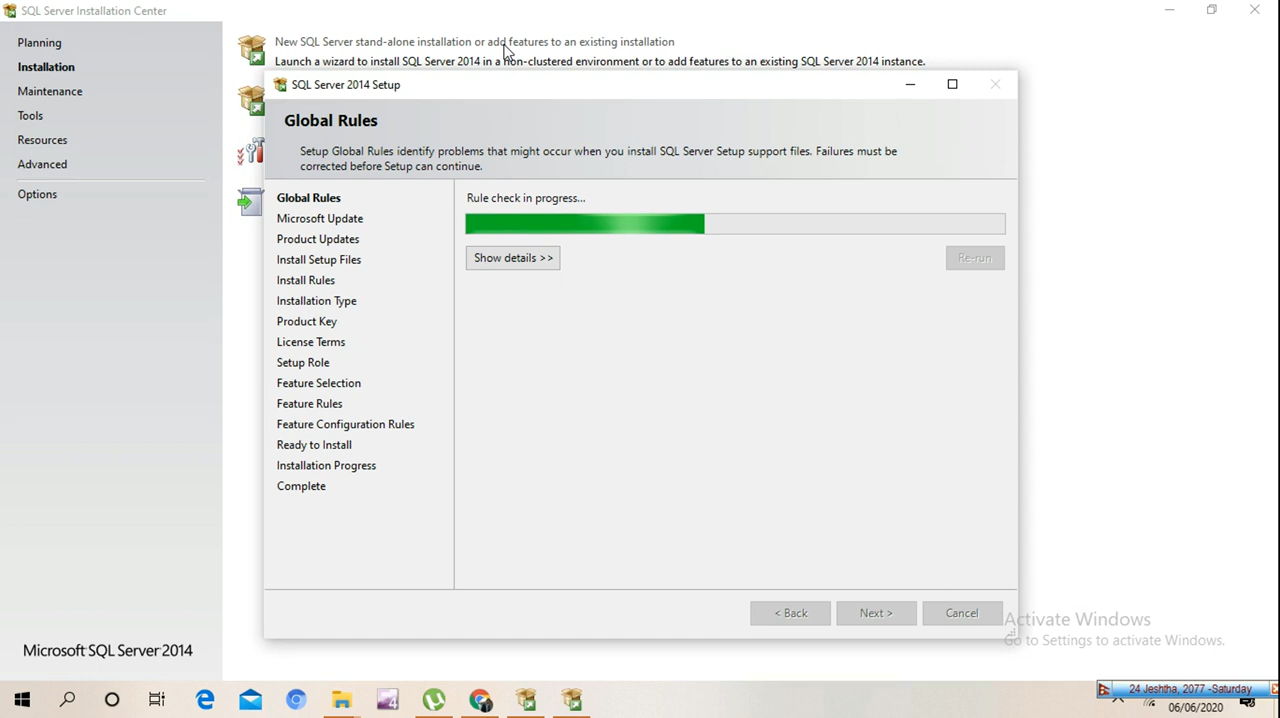 SQL Server Installation Center
Planning
Installation
Maintenance
Tools
Resources
Advanced
Options
Microsoft SQL Server 2014
New SQL Server stand-alone installation or add features to an existing installation
Launch a wizard to install SQL Server 2014 in a non-clustered environment or to add features to an existing SQL Server 2014 instance.
SQL Server 2014 Setup
Global Rules
Setup Global Rules identify problems that might occur when you install SQL Server Setup support files. Failures must be
corrected before Setup can continue.
Global Rules
Microsoft Update
Product Updates
Install Setup Files
Install Rules
Installation Type
Product Key
License Terms
Setup Role
Feature Selection
Feature Rules
Feature Configuration Rules
Ready to Install
Installation Progress
Complete
Rule check in progress...
Show details >>
Re-run
< Back
Next >
Cancel
Activate Windows
Go to Settings to activate Windows.
24 Jeshtha, 2077 -Saturday
06/06/2020